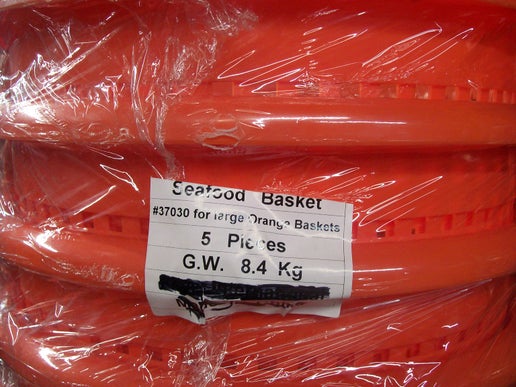 Seafood Basket
#37030 for large Orange Baskets
5 Pieces
G.W. 8.4 Kg